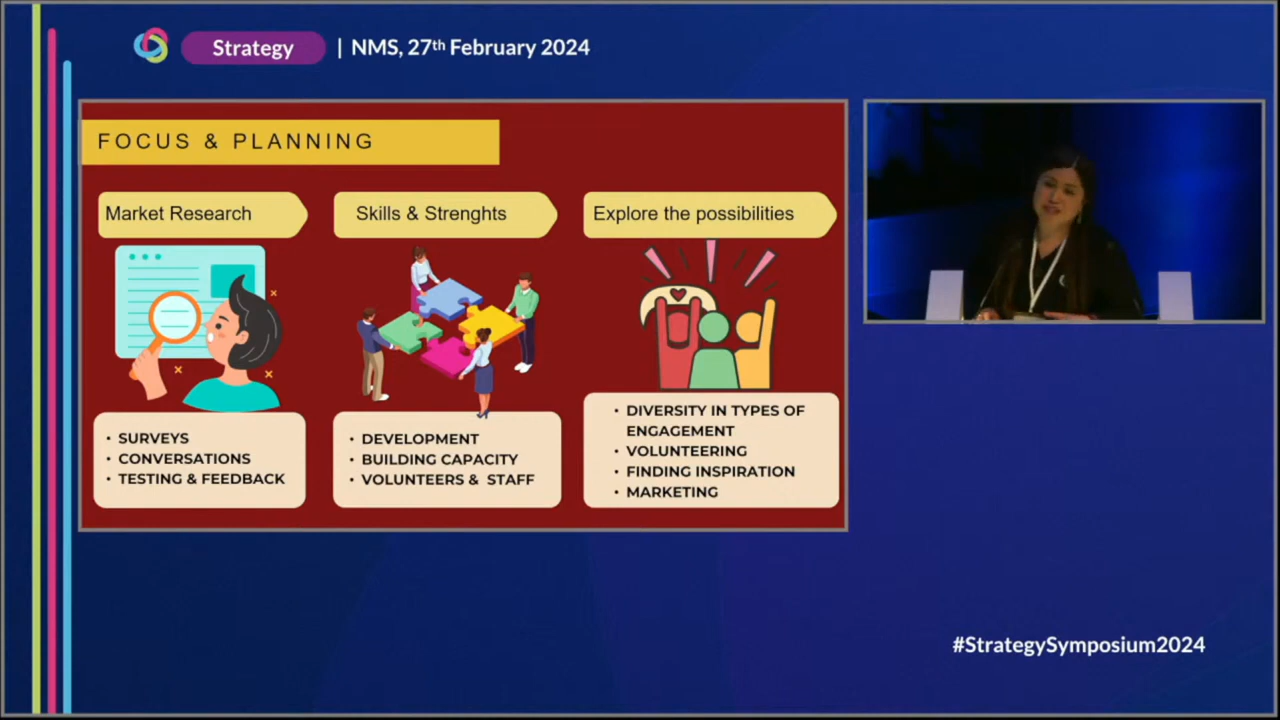 Strategy | NMS, 27th February 2024
FOCUS & PLANNING
Market Research
Skills & Strenghts
Explore the possibilities
• SURVEYS
• CONVERSATIONS
• TESTING & FEEDBACK
• DEVELOPMENT
• BUILDING CAPACITY
• VOLUNTEERS & STAFF
• DIVERSITY IN TYPES OF
ENGAGEMENT
• VOLUNTEERING
• FINDING INSPIRATION
• MARKETING
#StrategySymposium2024